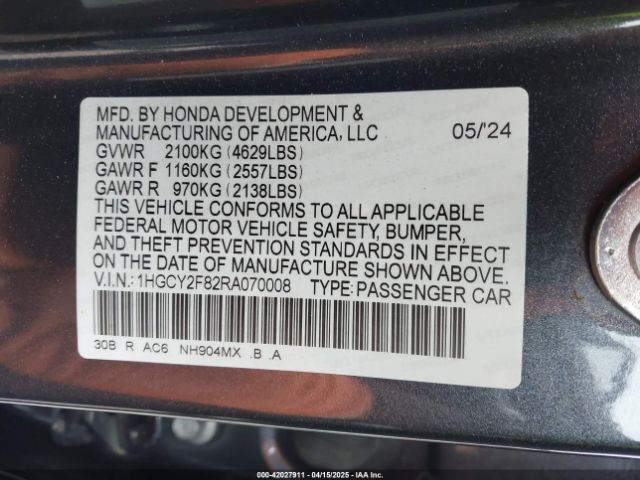 MFD. BY HONDA DEVELOPMENT &
MANUFACTURING OF AMERICA, LLC 05/'24
GVWR 2100KG (4629LBS)
GAWR F 1160KG (2557LBS)
GAWR R 970KG (2138LBS)
THIS VEHICLE CONFORMS TO ALL APPLICABLE
FEDERAL MOTOR VEHICLE SAFETY, BUMPER,
AND THEFT PREVENTION STANDARDS IN EFFECT
ON THE DATE OF MANUFACTURE SHOWN ABOVE.
V.I.N.: 1HGCY2F82RA070008 TYPE: PASSENGER CAR
30B R AC6 NH904MX .B .A
000-42027911 - 04/15/2025 - IAA Inc.